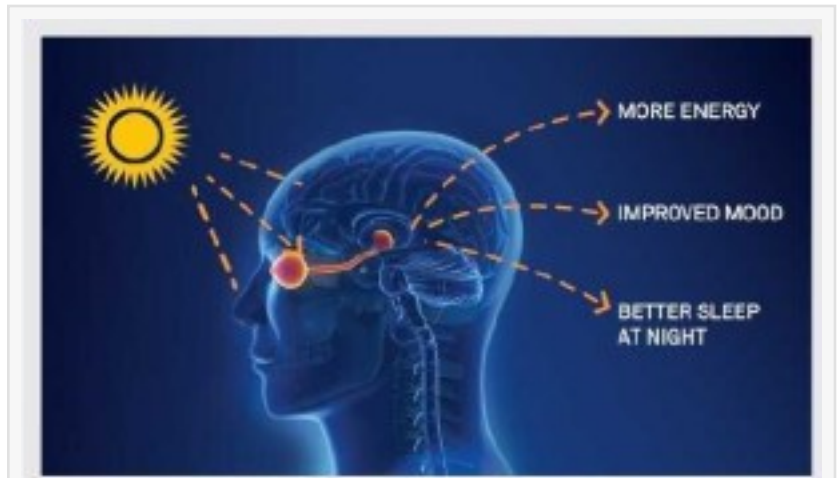 MORE ENERGY
IMPROVED MOOD
BETTER SLEEP
AT NIGHT